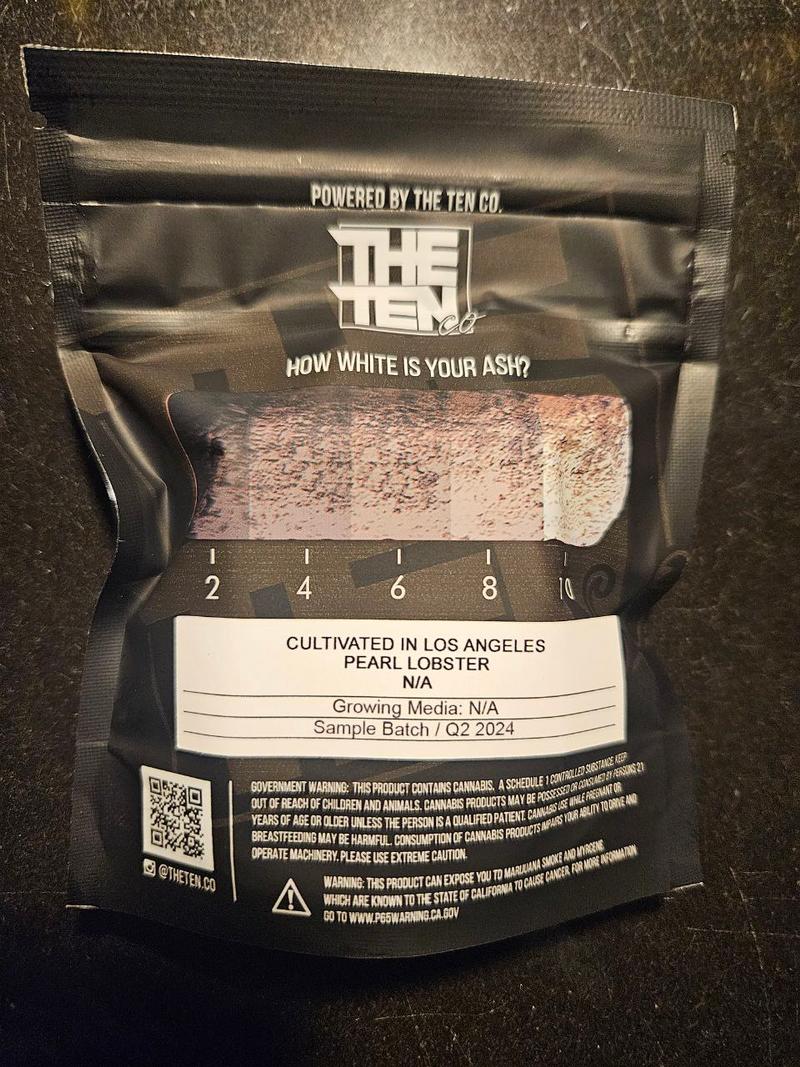 POWERED BY THE TEN CO.
THE
TEN
CO
HOW WHITE IS YOUR ASH?
2 4 6 8 10
CULTIVATED IN LOS ANGELES
PEARL LOBSTER
N/A
Growing Media: N/A
Sample Batch / Q2 2024
GOVERNMENT WARNING: THIS PRODUCT CONTAINS CANNABIS, A SCHEDULE 1 CONTROLLED SUBSTANCE. KEEP
OUT OF REACH OF CHILDREN AND ANIMALS. CANNABIS PRODUCTS MAY BE POSSESSED OR CONSUMED BY PERSONS 21
YEARS OF AGE OR OLDER UNLESS THE PERSON IS A QUALIFIED PATIENT. CANNABIS USE WHILE PREGNANT OR
BREASTFEEDING MAY BE HARMFUL. CONSUMPTION OF CANNABIS PRODUCTS IMPAIRS YOUR ABILITY TO DRIVE AND
OPERATE MACHINERY. PLEASE USE EXTREME CAUTION.
@THETEN.CO
WARNING: THIS PRODUCT CAN EXPOSE YOU TO MARIJUANA SMOKE AND MYRCENE,
WHICH ARE KNOWN TO THE STATE OF CALIFORNIA TO CAUSE CANCER. FOR MORE INFORMATION
GO TO WWW.P65WARNING.CA.GOV